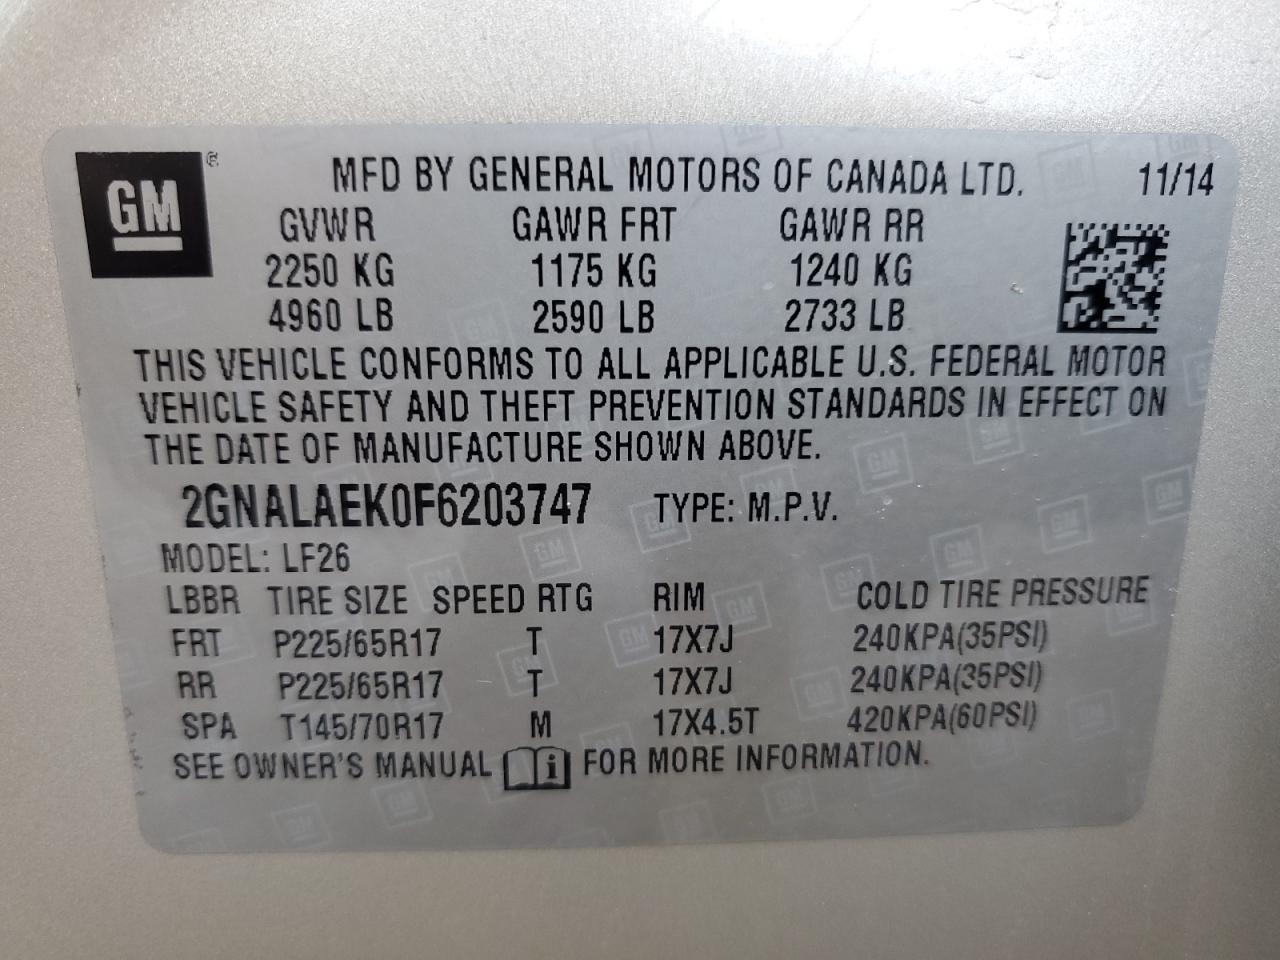 GM ® MFD BY GENERAL MOTORS OF CANADA LTD. 11/14
GVWR GAWR FRT GAWR RR
2250 KG 1175 KG 1240 KG
4960 LB 2590 LB 2733 LB
THIS VEHICLE CONFORMS TO ALL APPLICABLE U.S. FEDERAL MOTOR
VEHICLE SAFETY AND THEFT PREVENTION STANDARDS IN EFFECT ON
THE DATE OF MANUFACTURE SHOWN ABOVE.
2GNALAEK0F6203747 TYPE: M.P.V.
MODEL: LF26
LBBR TIRE SIZE SPEED RTG RIM COLD TIRE PRESSURE
FRT P225/65R17 T 17X7J 240KPA(35PSI)
RR P225/65R17 T 17X7J 240KPA(35PSI)
SPA T145/70R17 M 17X4.5T 420KPA(60PSI)
SEE OWNER'S MANUAL i FOR MORE INFORMATION.